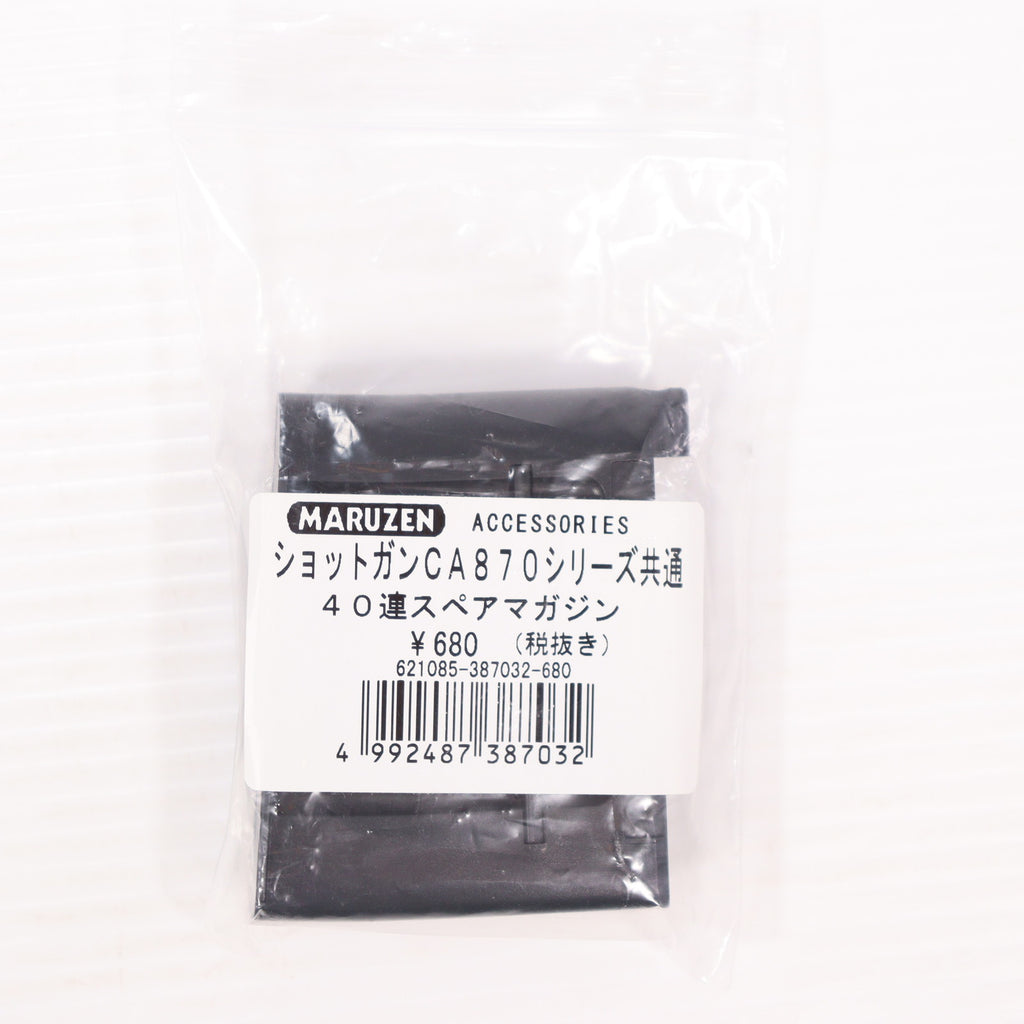 MARUZEN ACCESSORIES
ショットガンCA870シリーズ共通
40連スペアマガジン
¥680 (税抜き)
621085-387032-680
4 992487 387032